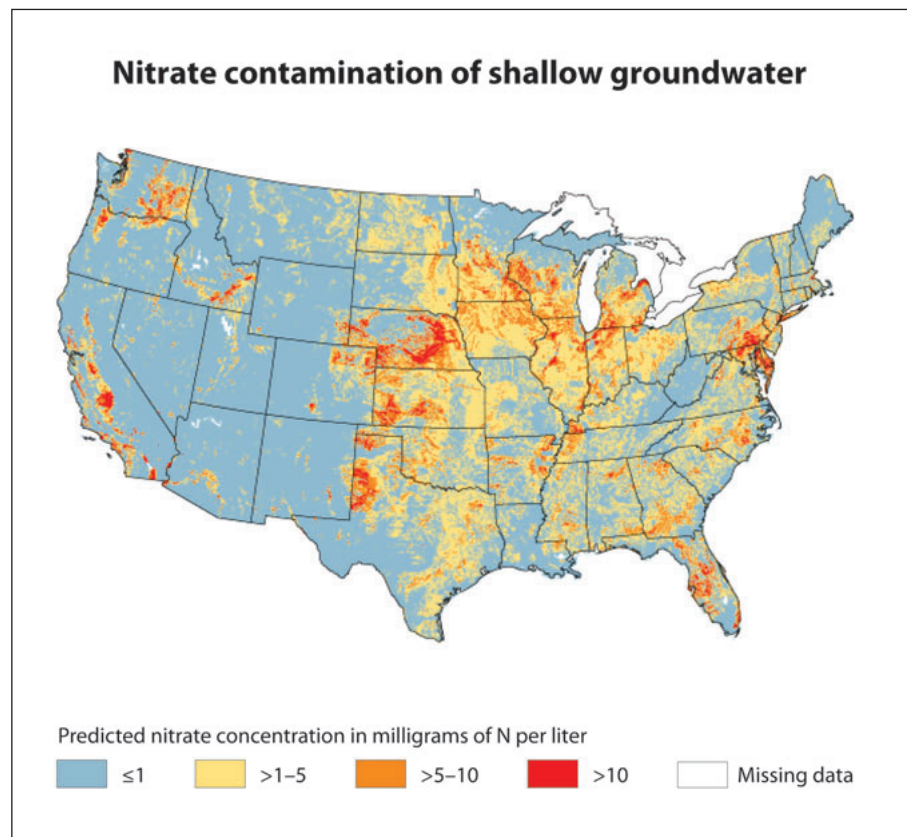 Nitrate contamination of shallow groundwater
Predicted nitrate concentration in milligrams of N per liter
≤1 >1–5 >5–10 >10 Missing data